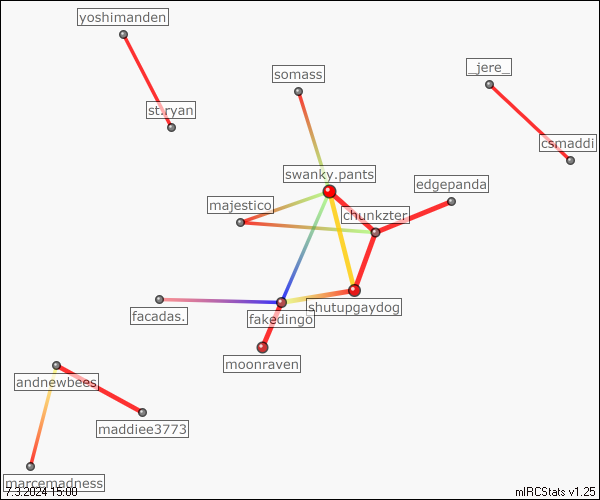 yoshimanden
_jere_
somass
st.ryan
csmaddi
swanky.pants
edgepanda
majestico
chunkzter
facadas.
fakedingo
shutupgaydog
moonraven
andnewbees
maddiee3773
marcemadness
7.3.2024 15:00
mIRCStats v1.25